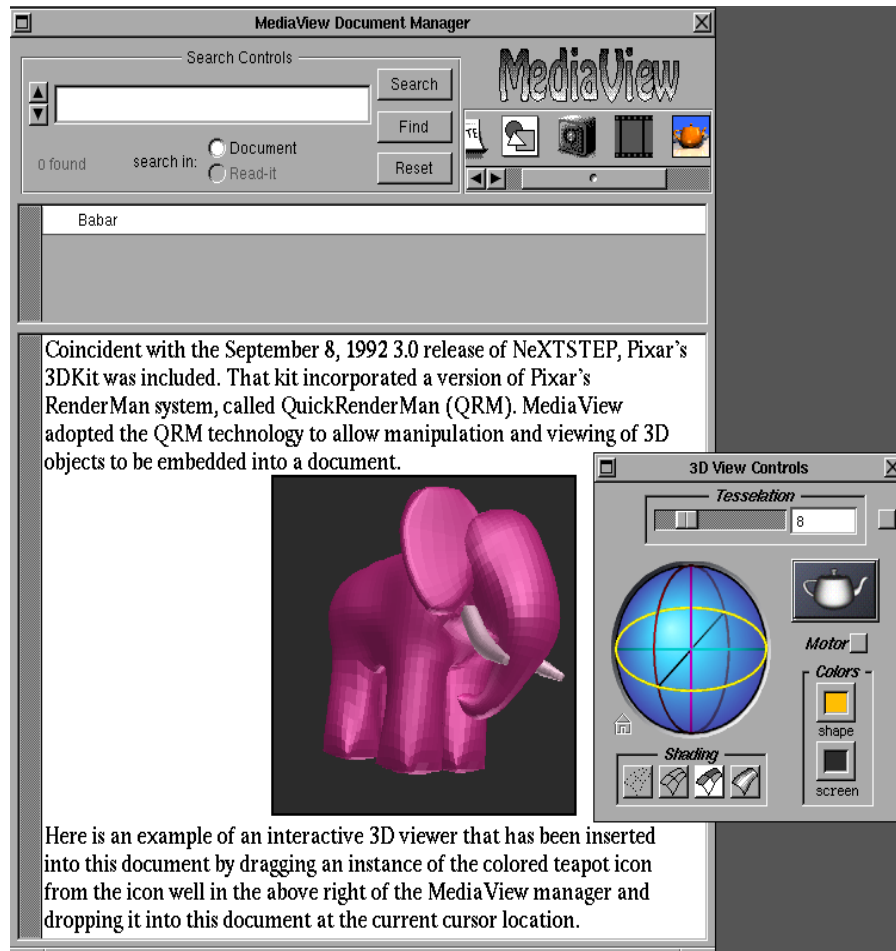 MediaView Document Manager
Search Controls
Search
Find
Reset
0 found
search in:
Document
Read-it
MediaView
Babar
Coincident with the September 8, 1992 3.0 release of NeXTSTEP, Pixar's
3DKit was included. That kit incorporated a version of Pixar's
RenderMan system, called QuickRenderMan (QRM). MediaView
adopted the QRM technology to allow manipulation and viewing of 3D
objects to be embedded into a document.
3D View Controls
Tesselation
8
Motor
Colors
shape
screen
Shading
Here is an example of an interactive 3D viewer that has been inserted
into this document by dragging an instance of the colored teapot icon
from the icon well in the above right of the MediaView manager and
dropping it into this document at the current cursor location.